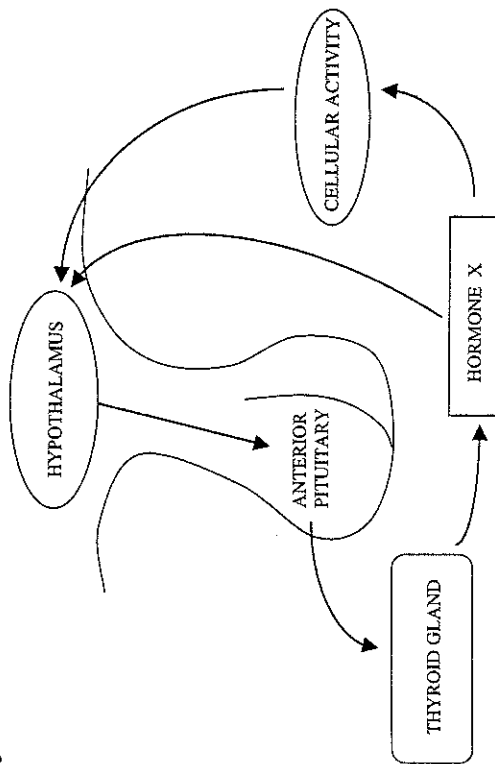 HYPOTHALAMUS
ANTERIOR
PITUITARY
THYROID GLAND
HORMONE X
CELLULAR ACTIVITY